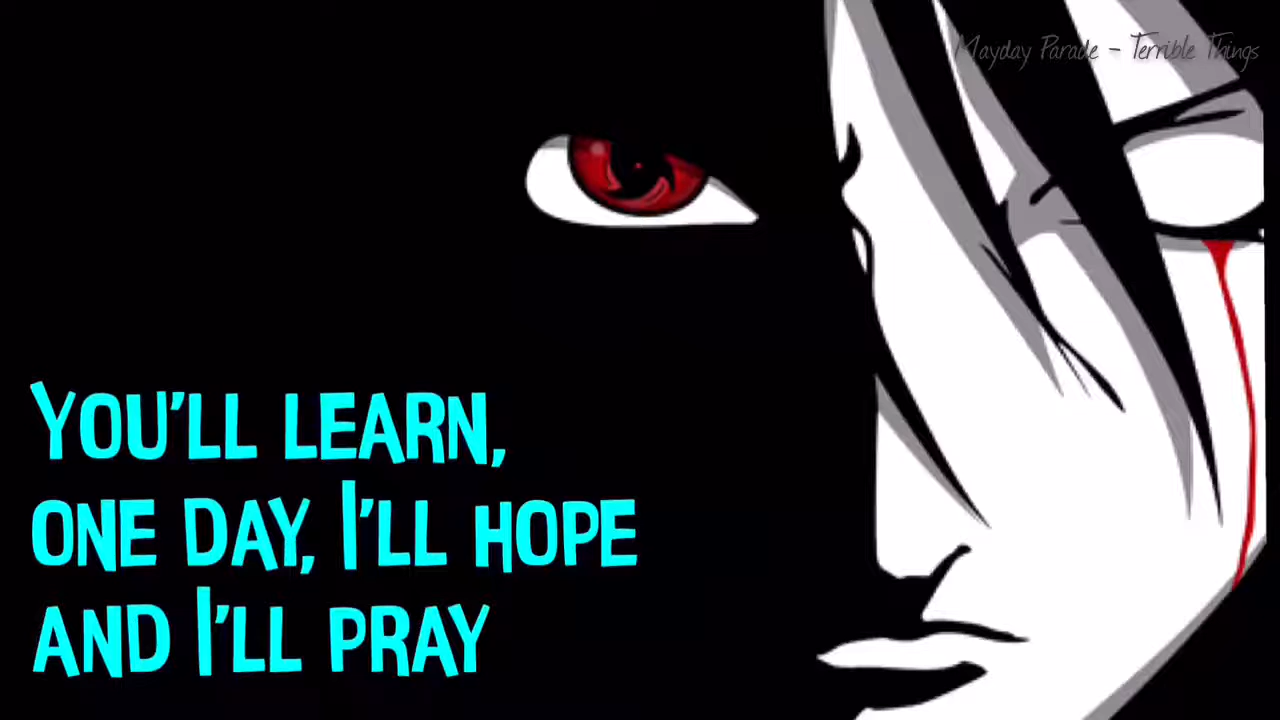 Mayday Parade - Terrible Things
You'll learn,
one day, I'll hope
and I'll pray